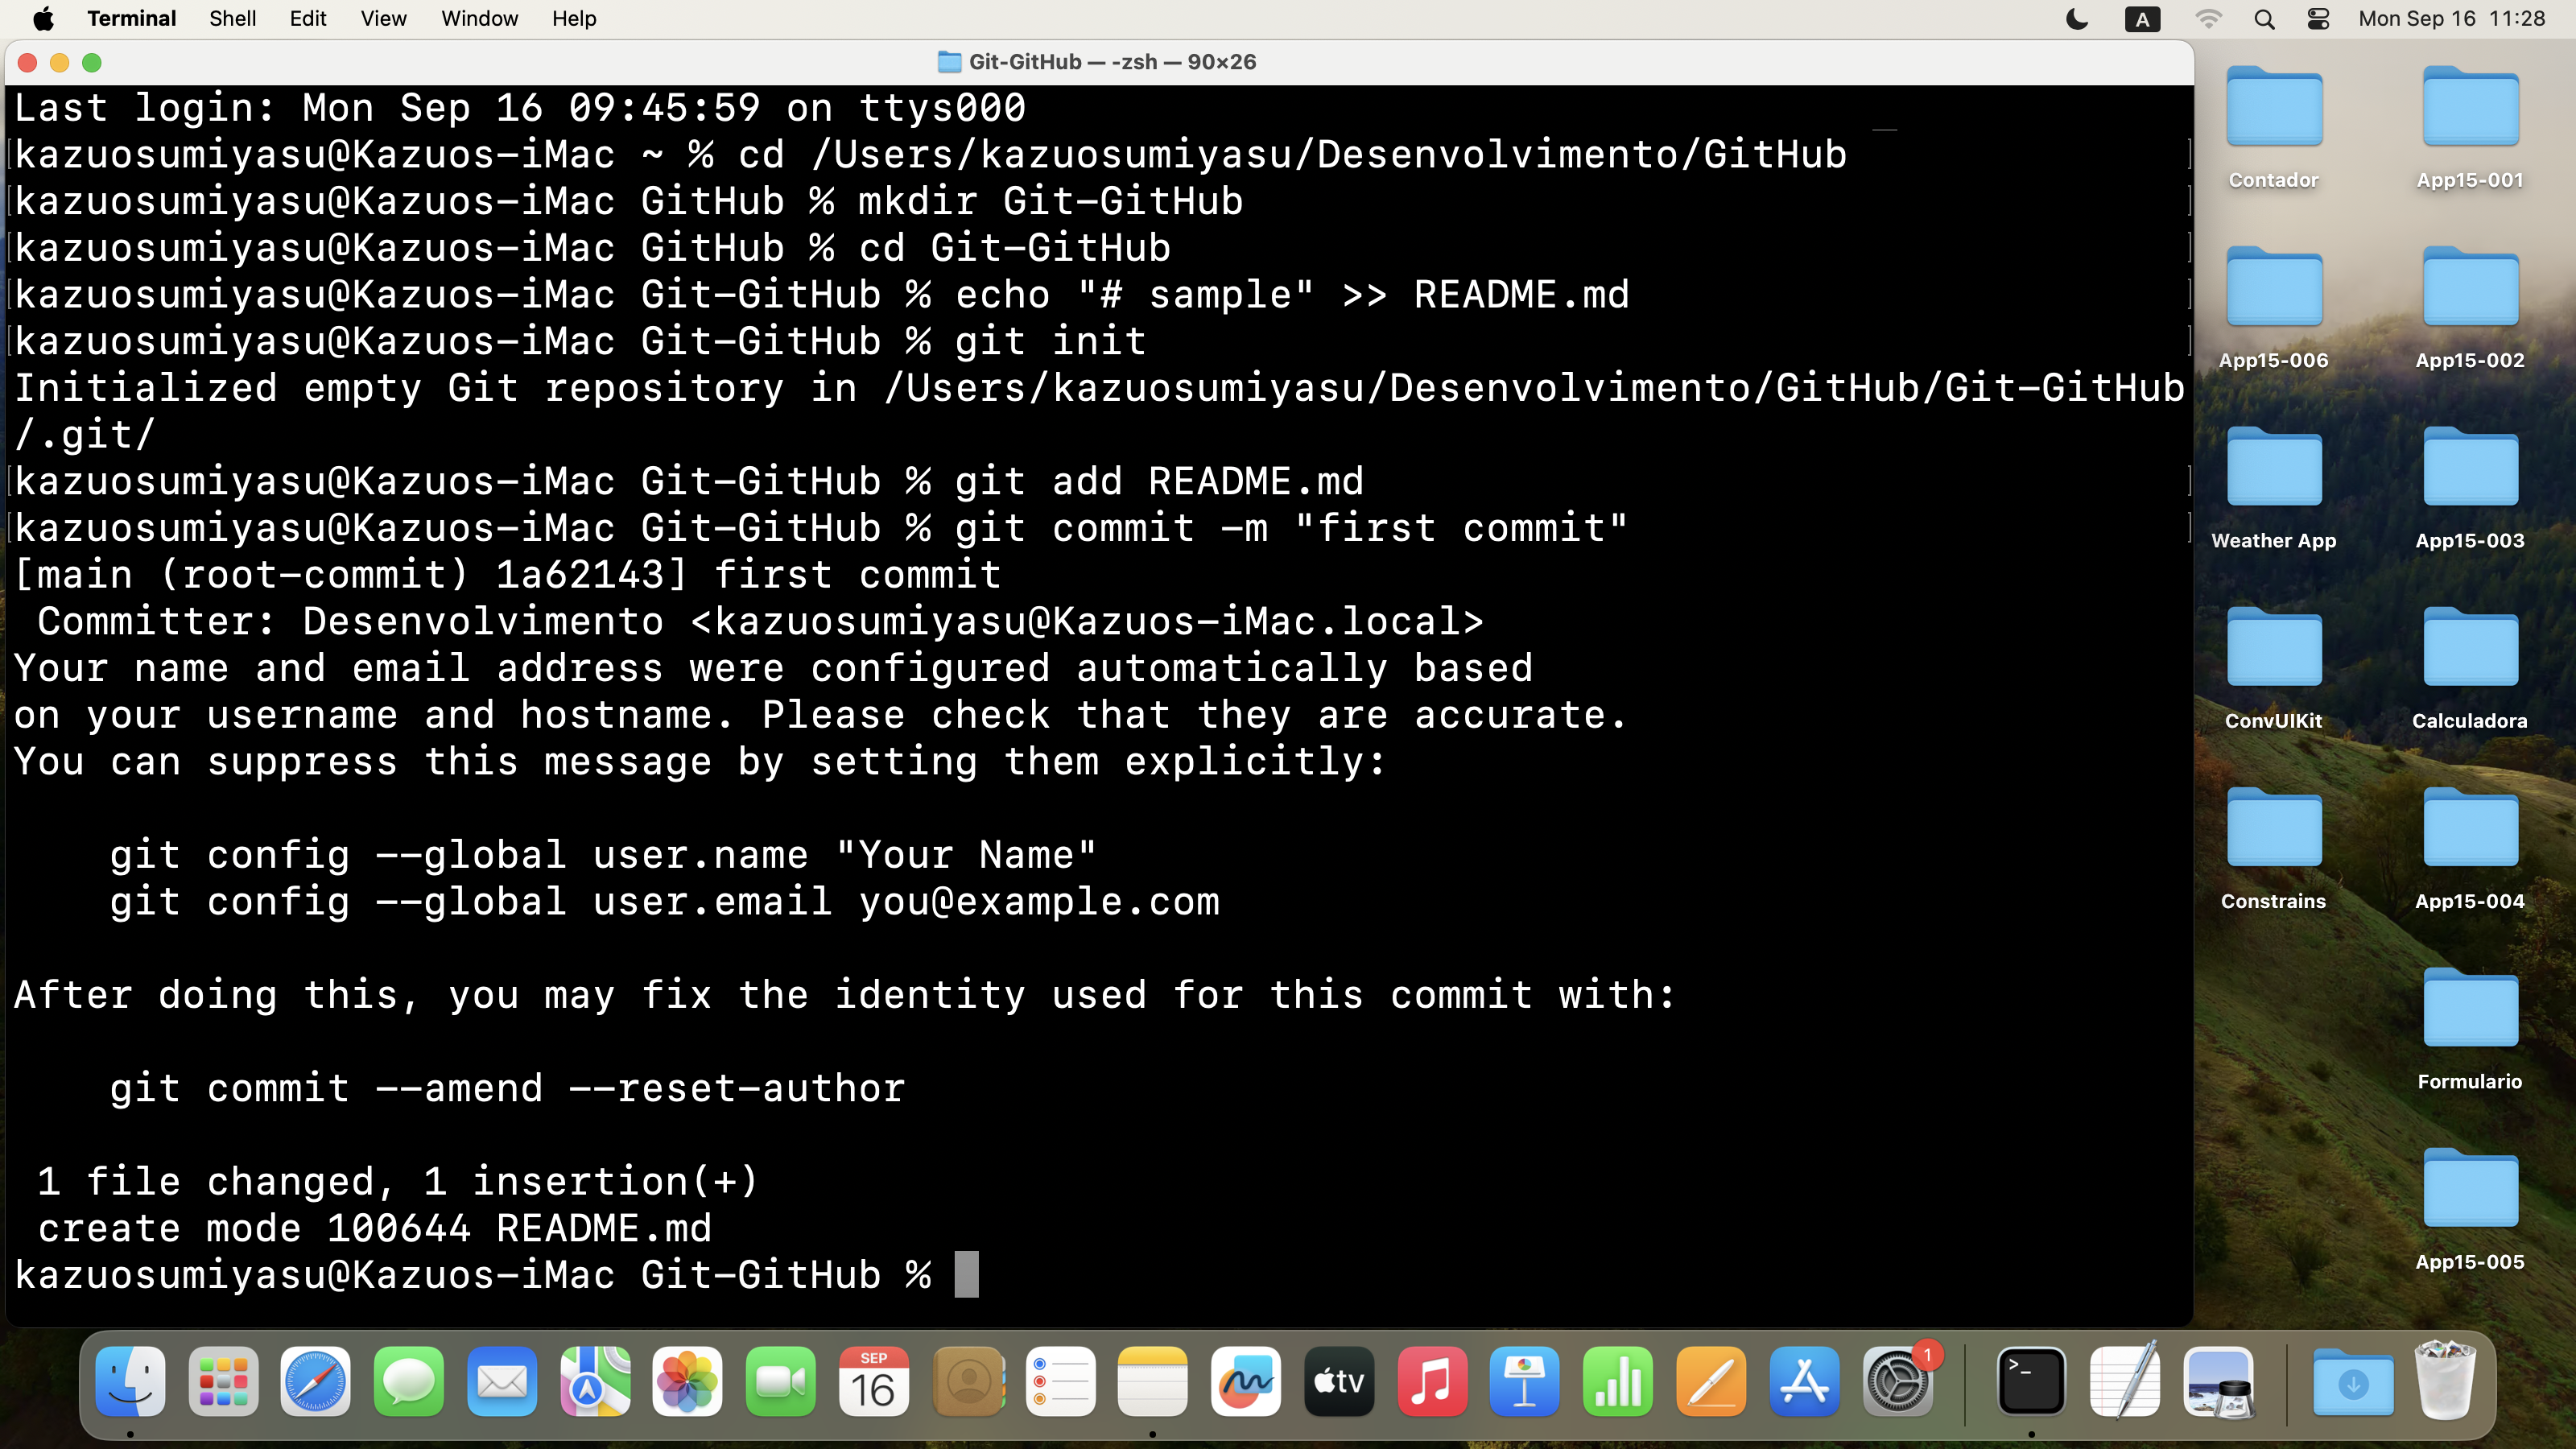 Terminal Shell Edit View Window Help
A Mon Sep 16 11:28
Git-GitHub — -zsh — 90×26
Last login: Mon Sep 16 09:45:59 on ttys000
[kazuosumiyasu@Kazuos-iMac ~ % cd /Users/kazuosumiyasu/Desenvolvimento/GitHub ]
[kazuosumiyasu@Kazuos-iMac GitHub % mkdir Git-GitHub ]
[kazuosumiyasu@Kazuos-iMac GitHub % cd Git-GitHub ]
[kazuosumiyasu@Kazuos-iMac Git-GitHub % echo "# sample" >> README.md ]
[kazuosumiyasu@Kazuos-iMac Git-GitHub % git init ]
Initialized empty Git repository in /Users/kazuosumiyasu/Desenvolvimento/GitHub/Git-GitHub
/.git/
[kazuosumiyasu@Kazuos-iMac Git-GitHub % git add README.md ]
[kazuosumiyasu@Kazuos-iMac Git-GitHub % git commit -m "first commit" ]
[main (root-commit) 1a62143] first commit
 Committer: Desenvolvimento <kazuosumiyasu@Kazuos-iMac.local>
Your name and email address were configured automatically based
on your username and hostname. Please check that they are accurate.
You can suppress this message by setting them explicitly:
    git config --global user.name "Your Name"
    git config --global user.email you@example.com
After doing this, you may fix the identity used for this commit with:
    git commit --amend --reset-author
 1 file changed, 1 insertion(+)
 create mode 100644 README.md
kazuosumiyasu@Kazuos-iMac Git-GitHub %
Contador App15-001
App15-006 App15-002
Weather App App15-003
ConvUIKit Calculadora
Constrains App15-004
Formulario
App15-005
SEP
16
tv
1
>_